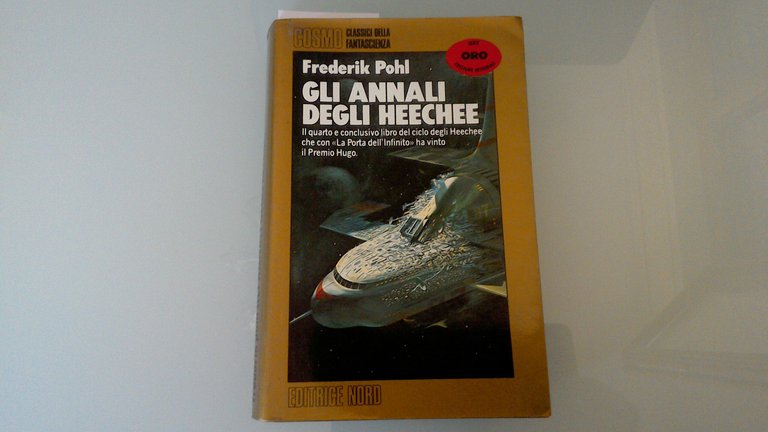 COSMO CLASSICI DELLA
FANTASCIENZA
ORO
Frederik Pohl
GLI ANNALI
DEGLI HEECHEE
Il quarto e conclusivo libro del ciclo degli Heechee
che con «La Porta dell'Infinito» ha vinto
il Premio Hugo.
EDITRICE NORD